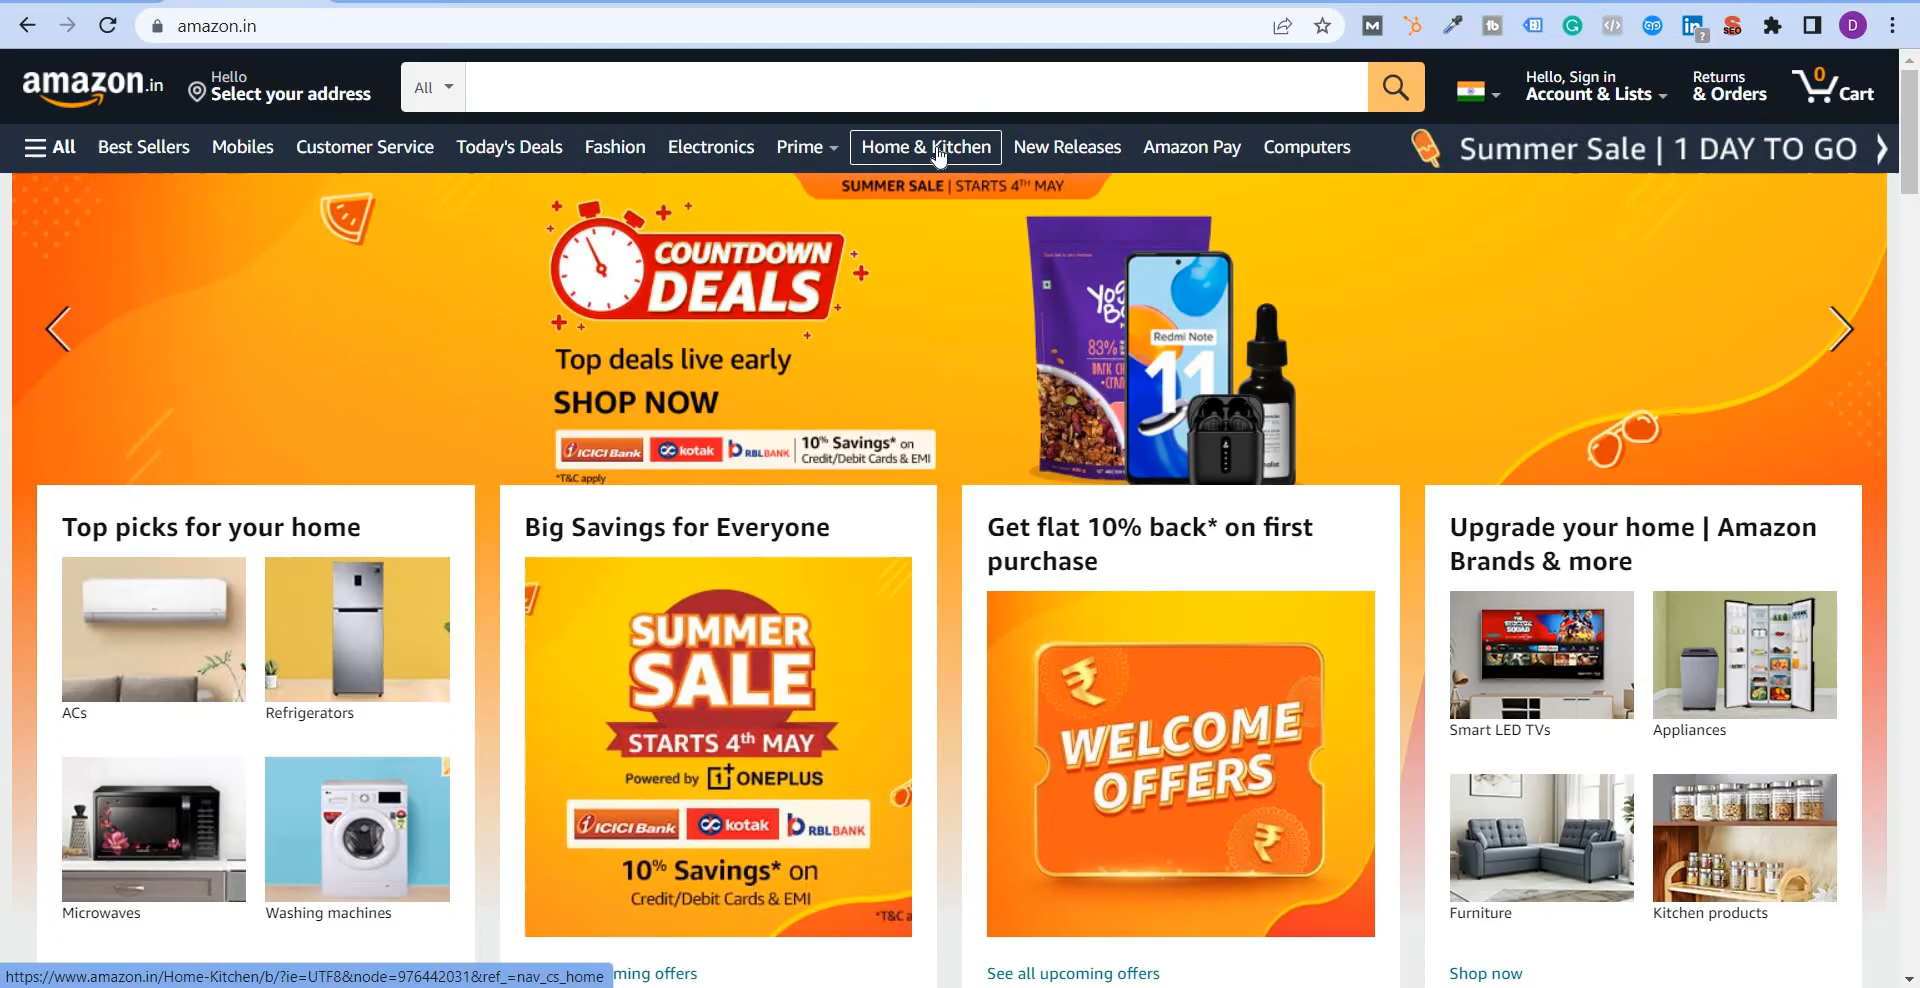 amazon.in
amazon.in
Hello
Select your address
All
Hello, Sign in
Account & Lists
Returns
& Orders
0
Cart
All
Best Sellers
Mobiles
Customer Service
Today's Deals
Fashion
Electronics
Prime
Home & Kitchen
New Releases
Amazon Pay
Computers
Summer Sale | 1 DAY TO GO
SUMMER SALE | STARTS 4TH MAY
COUNTDOWN
DEALS
Top deals live early
SHOP NOW
ICICI Bank
kotak
RBLBANK
10% Savings* on
Credit/Debit Cards & EMI
*T&C apply
83%
Redmi Note
11
Top picks for your home
ACs
Refrigerators
Microwaves
Washing machines
Big Savings for Everyone
SUMMER
SALE
STARTS 4th MAY
Powered by ONEPLUS
ICICI Bank
kotak
RBLBANK
10% Savings* on
Credit/Debit Cards & EMI
*T&C a
ming offers
Get flat 10% back* on first
purchase
WELCOME
OFFERS
See all upcoming offers
Upgrade your home | Amazon
Brands & more
Smart LED TVs
Appliances
Furniture
Kitchen products
Shop now
https://www.amazon.in/Home-Kitchen/b/?ie=UTF8&node=976442031&ref_=nav_cs_home